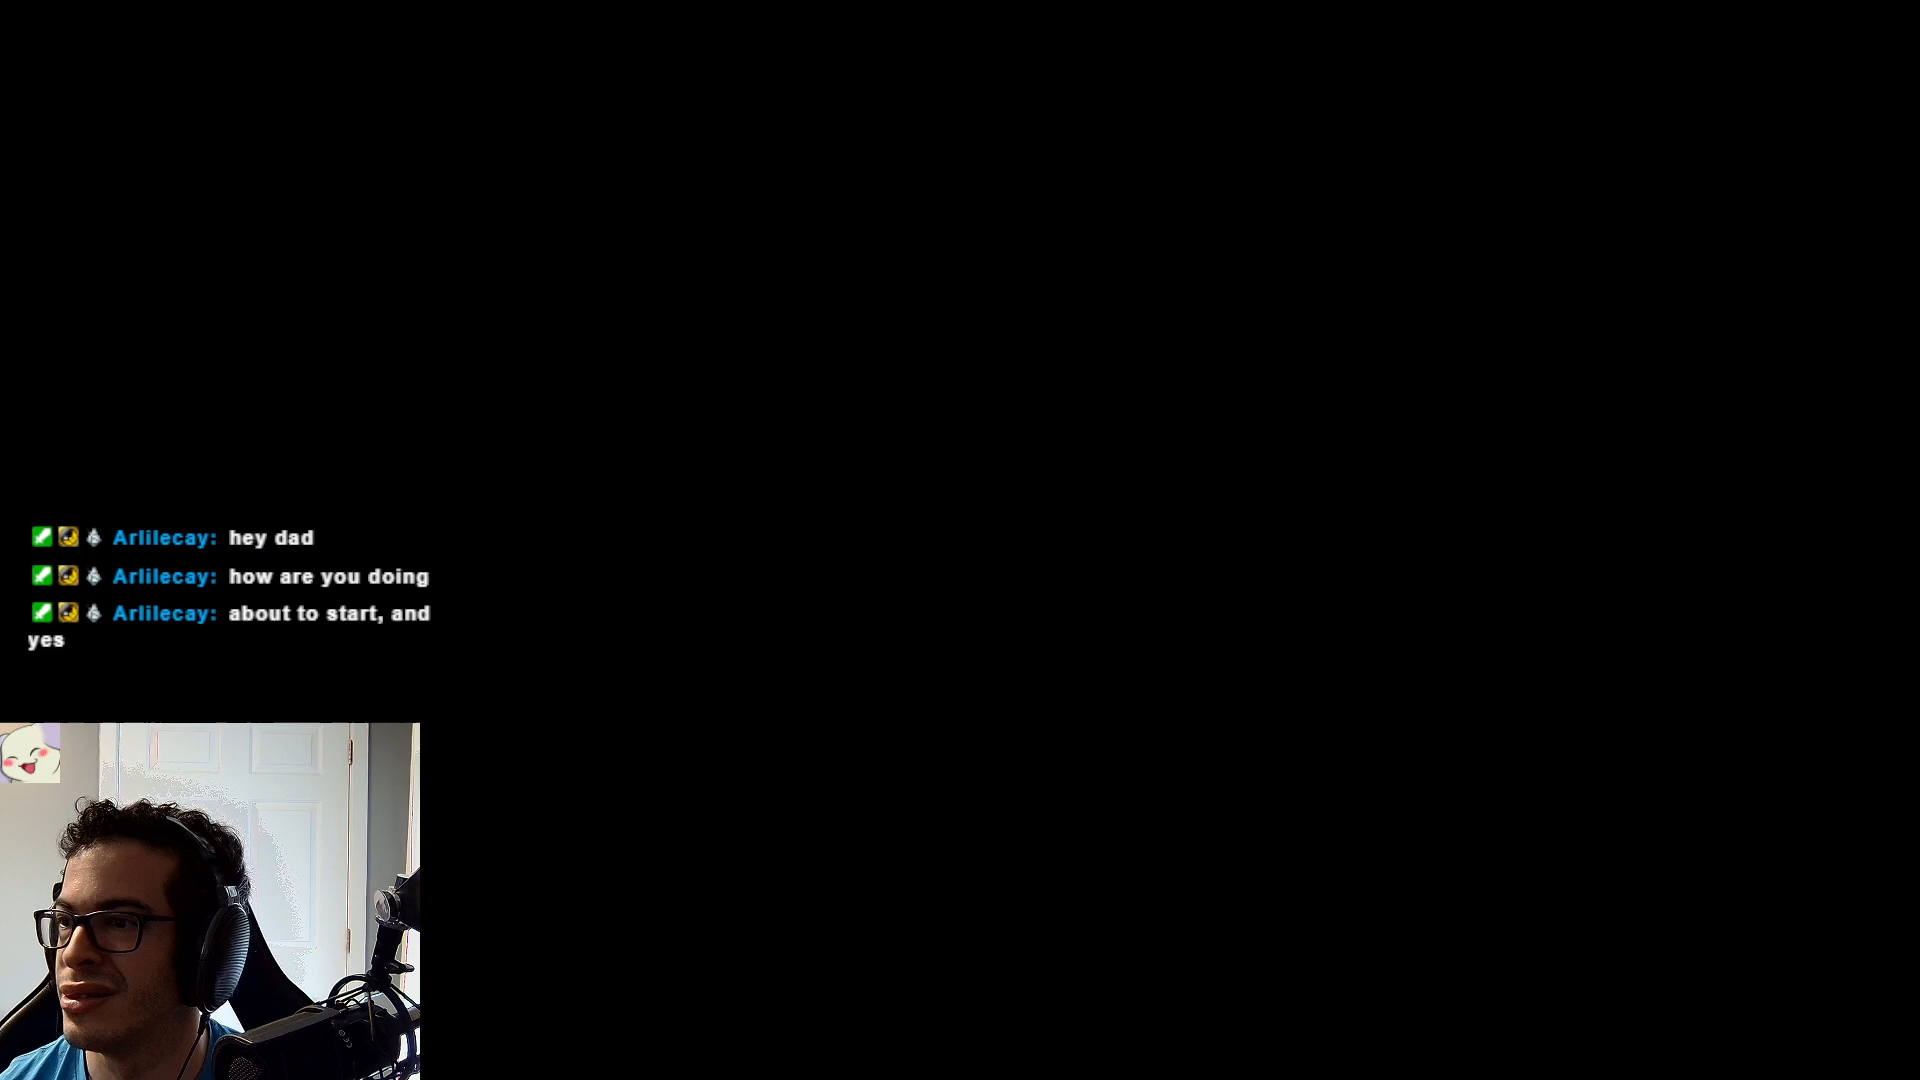 Arlilecay: hey dad
Arlilecay: how are you doing
Arlilecay: about to start, and
yes